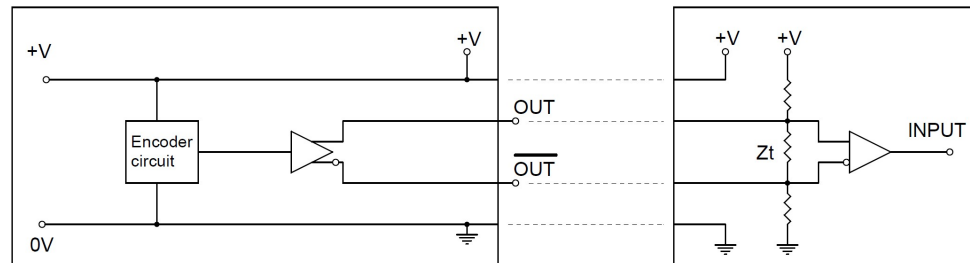 +V
+V
+V
+V
OUT
Encoder
circuit
Zt
INPUT
OUT
0V